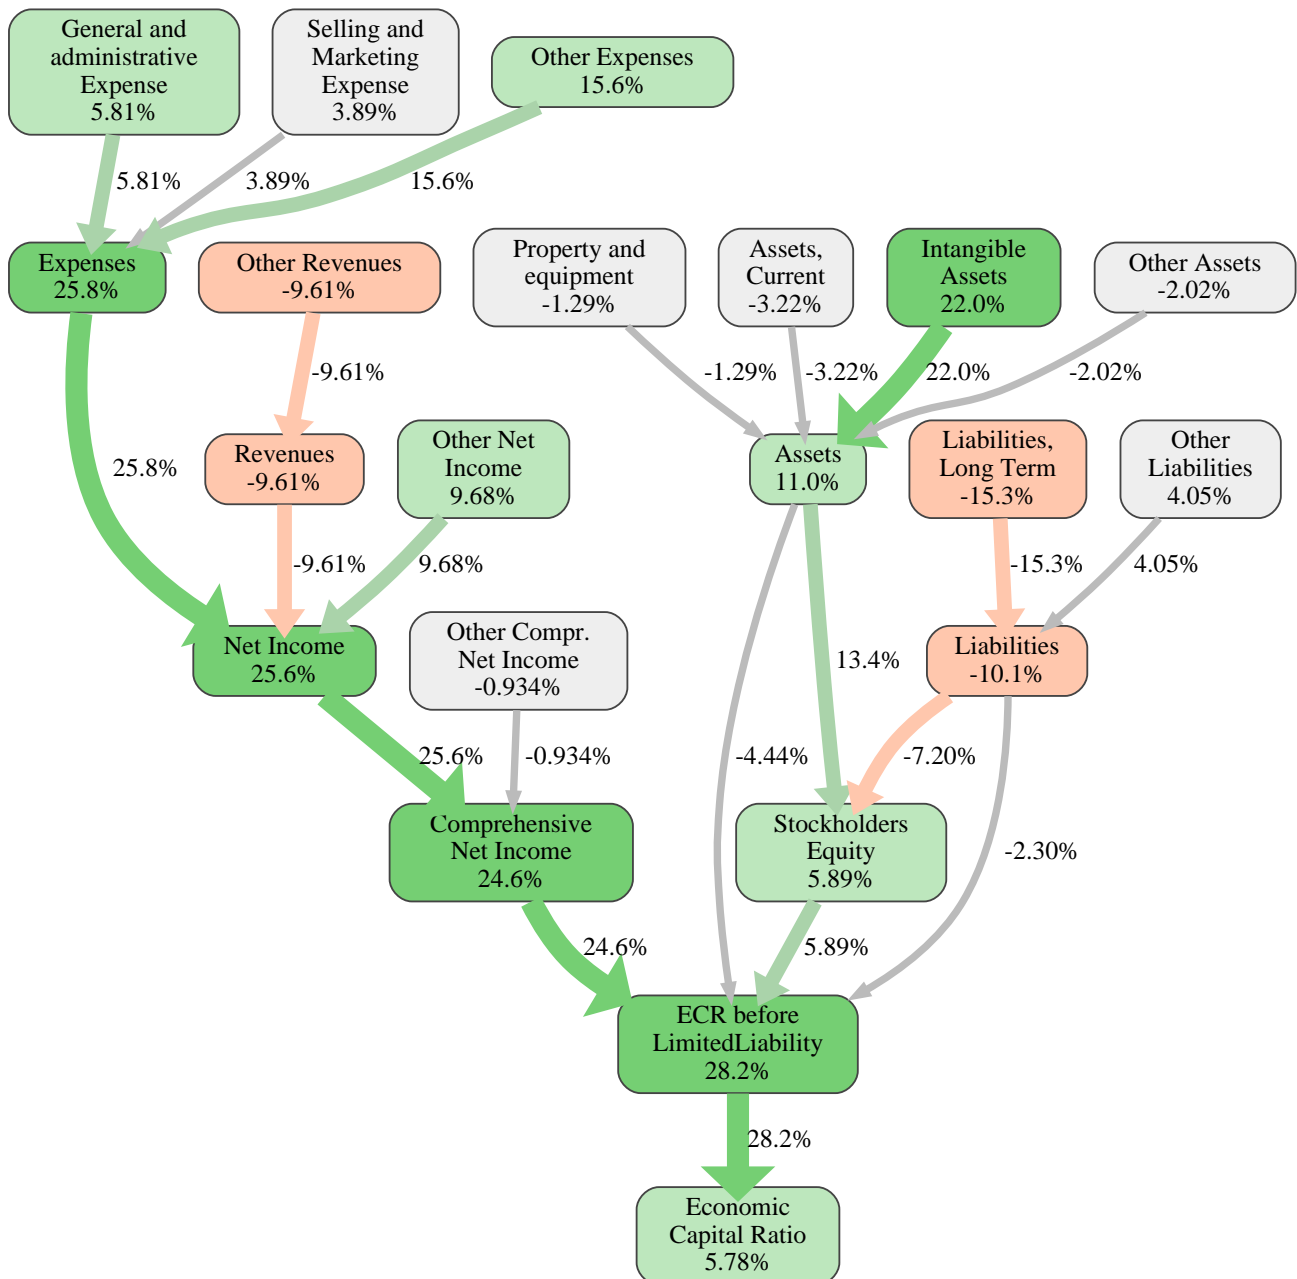 General and
administrative
Expense
5.81%
Selling and
Marketing
Expense
3.89%
Other Expenses
15.6%
5.81%
3.89%
15.6%
Expenses
25.8%
Other Revenues
-9.61%
Property and
equipment
-1.29%
Assets,
Current
-3.22%
Intangible
Assets
22.0%
Other Assets
-2.02%
-9.61%
-1.29%
-3.22%
22.0%
-2.02%
25.8%
Revenues
-9.61%
Other Net
Income
9.68%
Assets
11.0%
Liabilities,
Long Term
-15.3%
Other
Liabilities
4.05%
-9.61%
9.68%
-15.3%
4.05%
Net Income
25.6%
Other Compr.
Net Income
-0.934%
13.4%
Liabilities
-10.1%
25.6%
-0.934%
-4.44%
-7.20%
-2.30%
Comprehensive
Net Income
24.6%
Stockholders
Equity
5.89%
24.6%
5.89%
ECR before
LimitedLiability
28.2%
28.2%
Economic
Capital Ratio
5.78%